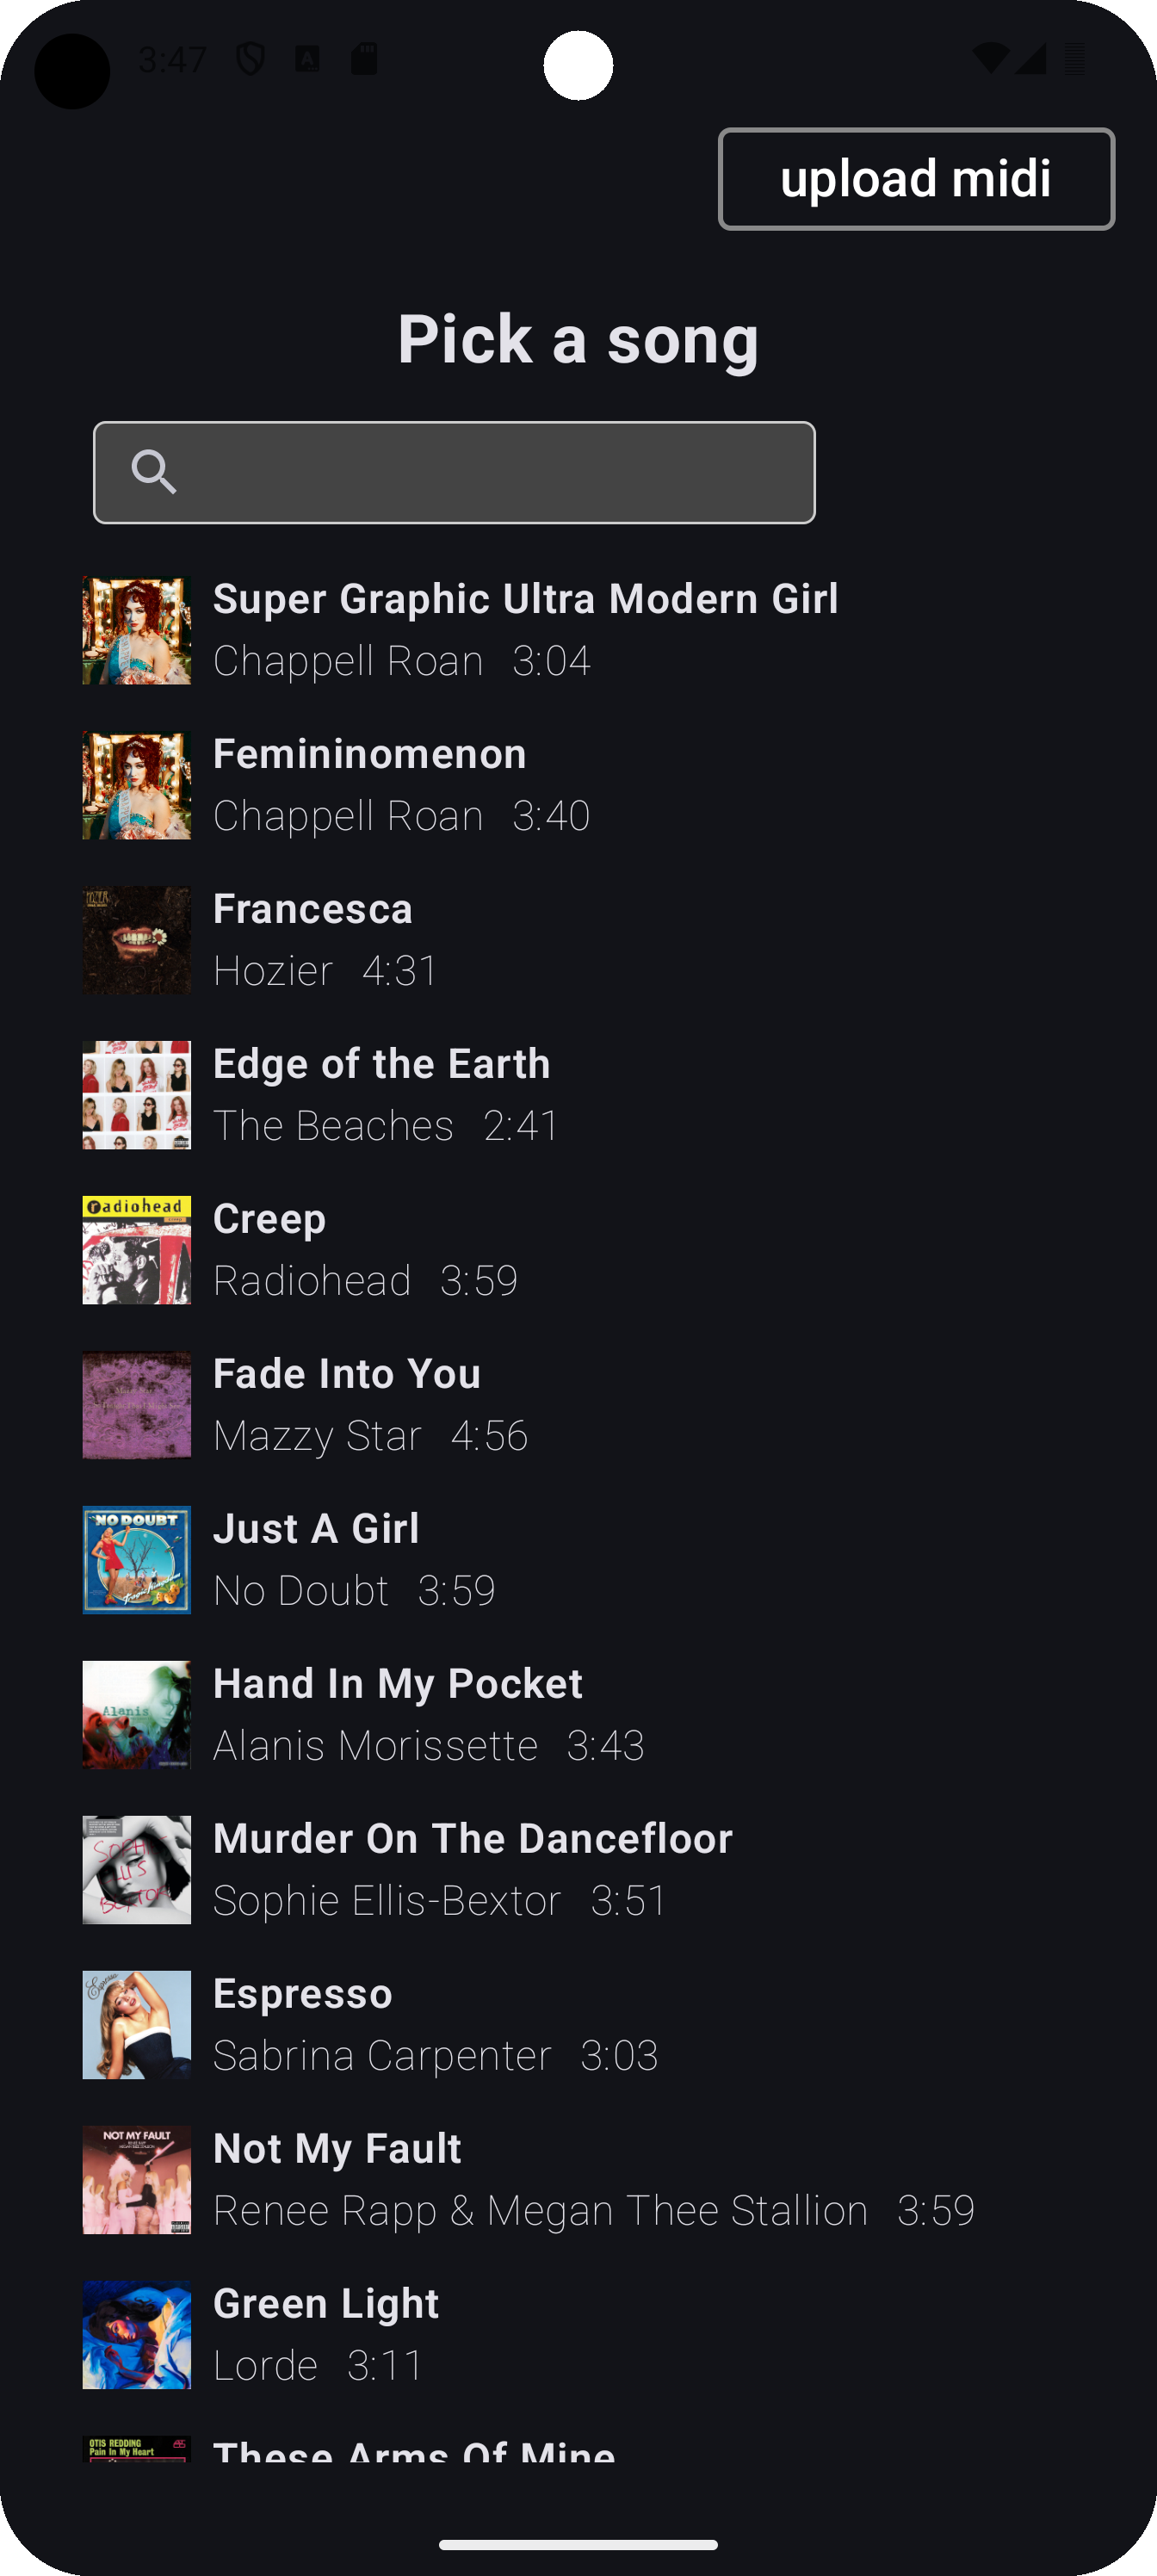 3:47
upload midi
Pick a song
Super Graphic Ultra Modern Girl
Chappell Roan 3:04
Femininomenon
Chappell Roan 3:40
HOZIER
Francesca
Hozier 4:31
Edge of the Earth
The Beaches 2:41
radiohead
Creep
Radiohead 3:59
Fade Into You
Mazzy Star 4:56
NO DOUBT
Just A Girl
No Doubt 3:59
Alanis
Hand In My Pocket
Alanis Morissette 3:43
SOPHIE
ELLIS
BEXTOR
Murder On The Dancefloor
Sophie Ellis-Bextor 3:51
Espresso
Espresso
Sabrina Carpenter 3:03
NOT MY FAULT
Not My Fault
Renee Rapp & Megan Thee Stallion 3:59
Green Light
Lorde 3:11
OTIS REDDING
Pain In My Heart
These Arms Of Mine